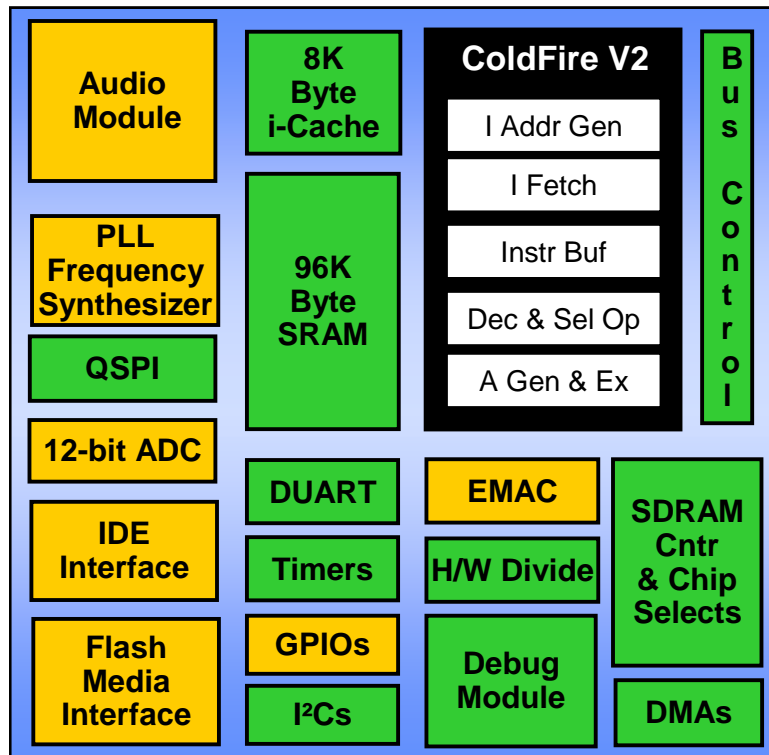 Audio
Module
PLL
Frequency
Synthesizer
QSPI
12-bit ADC
IDE
Interface
Flash
Media
Interface
8K
Byte
i-Cache
96K
Byte
SRAM
DUART
Timers
GPIOs
I²Cs
ColdFire V2
I Addr Gen
I Fetch
Instr Buf
Dec & Sel Op
A Gen & Ex
EMAC
H/W Divide
Debug
Module
Bus Control
SDRAM
Cntr
& Chip
Selects
DMAs